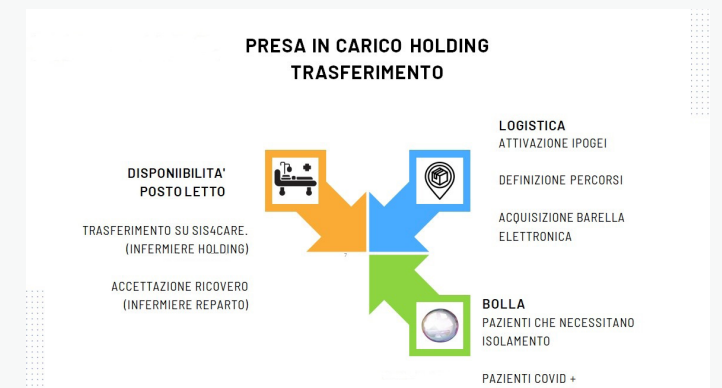 PRESA IN CARICO HOLDING
TRASFERIMENTO
DISPONIIBILITA'
POSTO LETTO
TRASFERIMENTO SU SIS4CARE.
(INFERMIERE HOLDING)
ACCETTAZIONE RICOVERO
(INFERMIERE REPARTO)
LOGISTICA
ATTIVAZIONE IPOGEI
DEFINIZIONE PERCORSI
ACQUISIZIONE BARELLA
ELETTRONICA
BOLLA
PAZIENTI CHE NECESSITANO
ISOLAMENTO
PAZIENTI COVID +